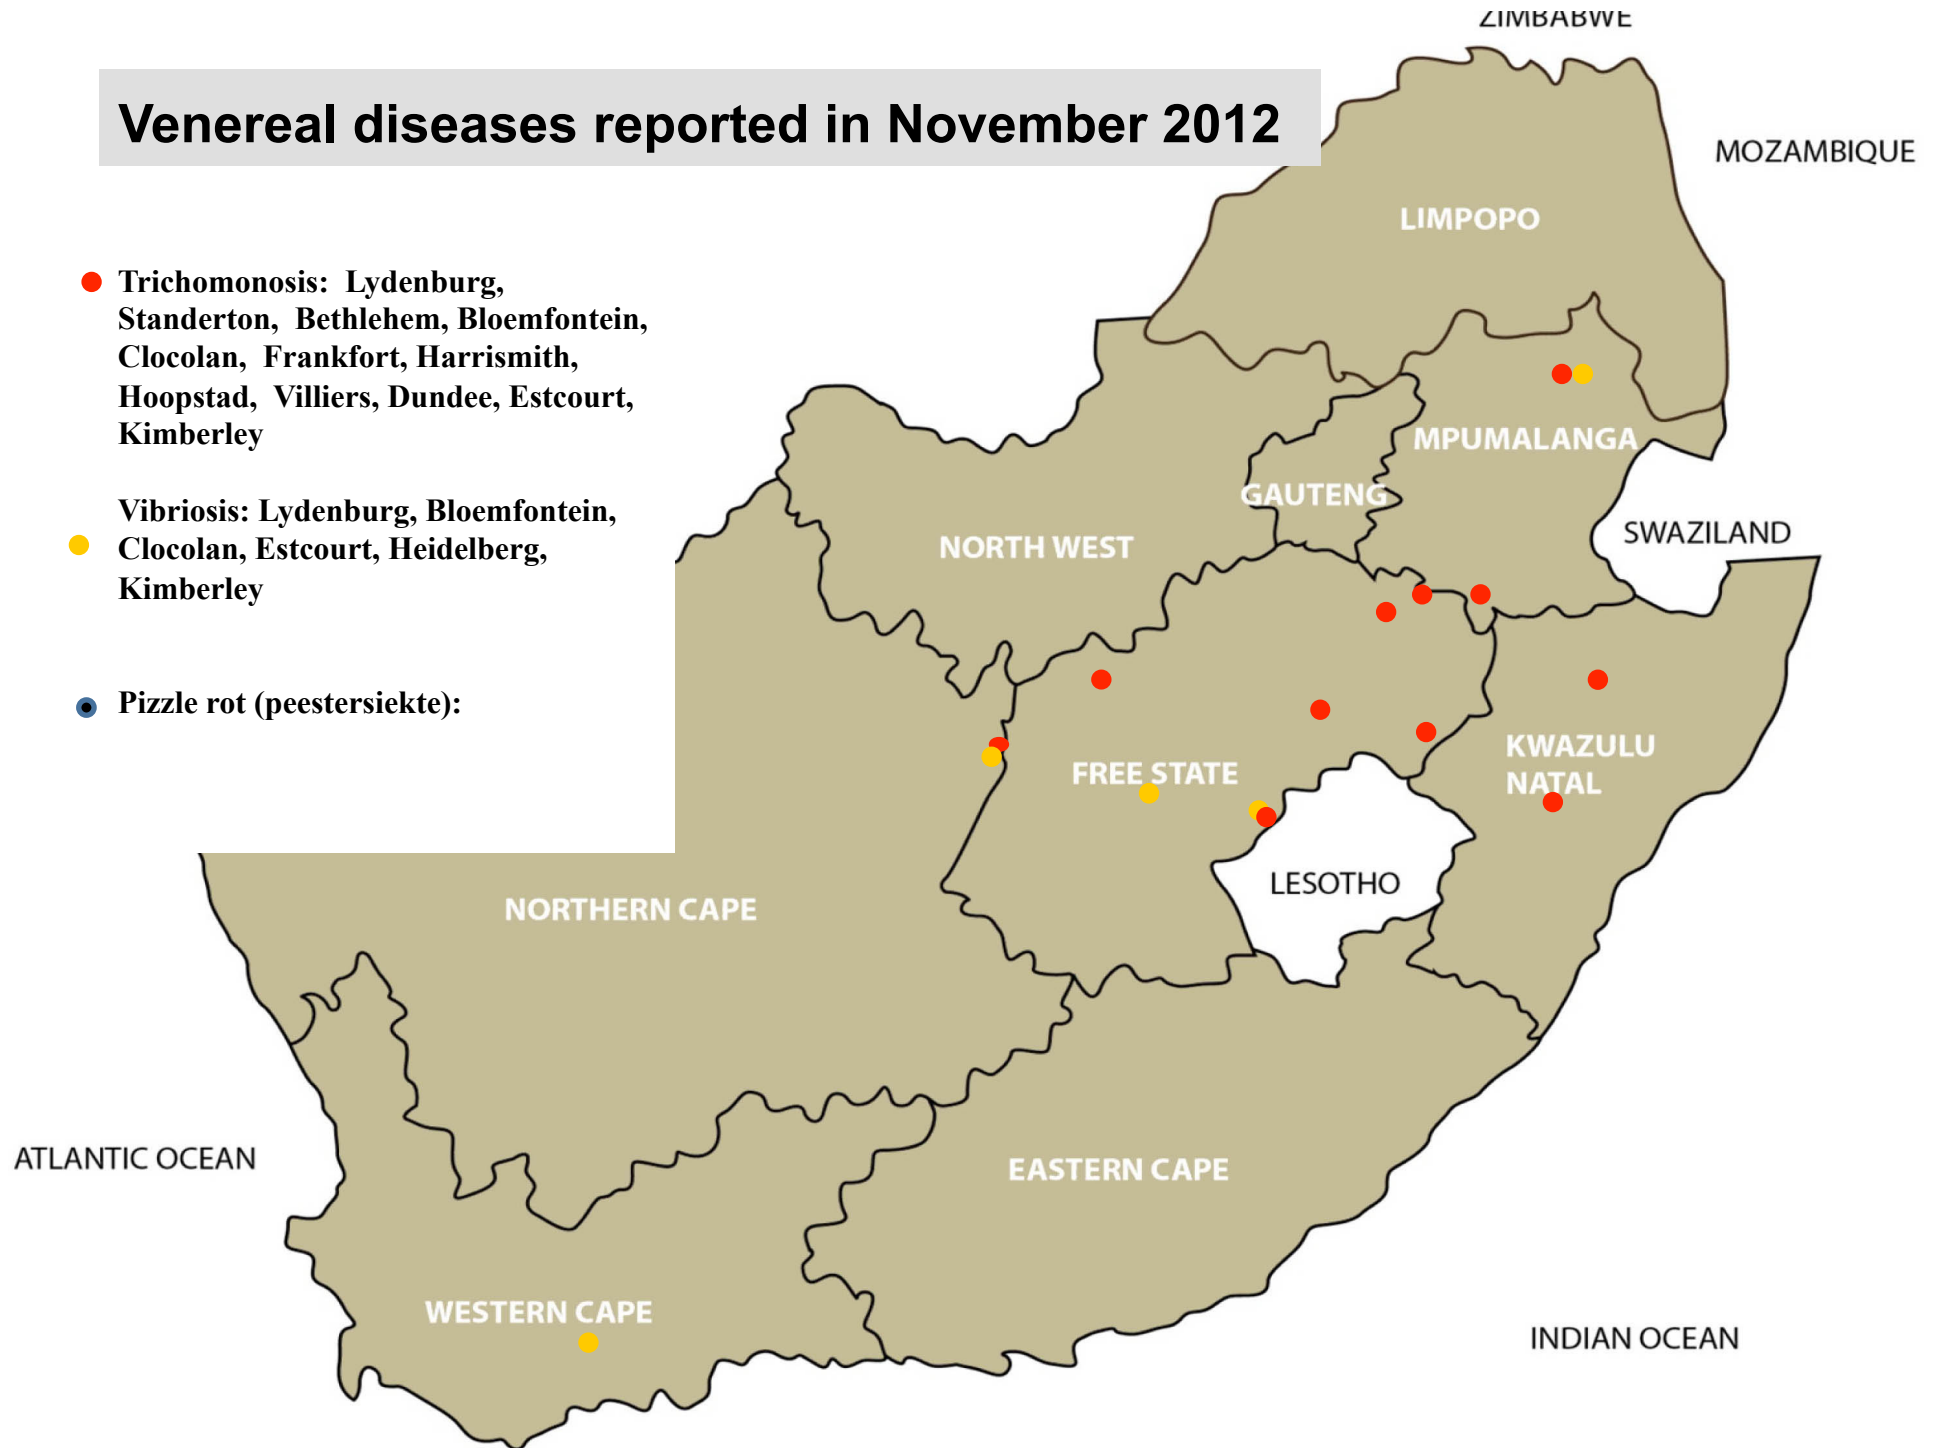 ZIMBABWE
Venereal diseases reported in November 2012
MOZAMBIQUE
LIMPOPO
Trichomonosis: Lydenburg,
Standerton, Bethlehem, Bloemfontein,
Clocolan, Frankfort, Harrismith,
Hoopstad, Villiers, Dundee, Estcourt,
Kimberley
Vibriosis: Lydenburg, Bloemfontein,
Clocolan, Estcourt, Heidelberg,
Kimberley
Pizzle rot (peestersiekte):
MPUMALANGA
GAUTENG
SWAZILAND
NORTH WEST
KWAZULU
NATAL
FREE STATE
LESOTHO
NORTHERN CAPE
ATLANTIC OCEAN
EASTERN CAPE
WESTERN CAPE
INDIAN OCEAN